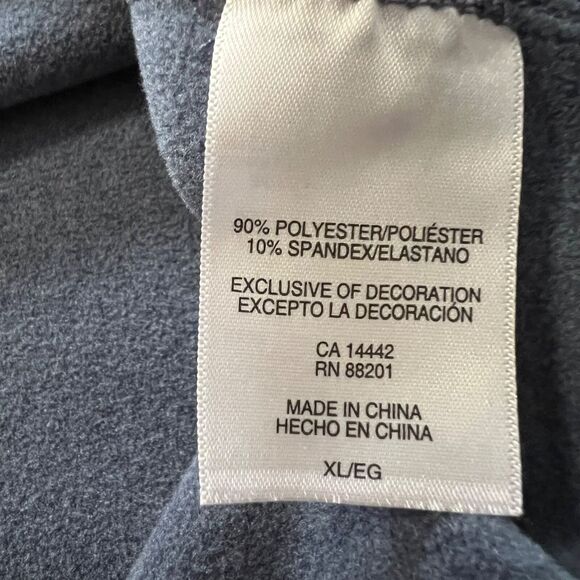 90% POLYESTER/POLIÉSTER
10% SPANDEX/ELASTANO
EXCLUSIVE OF DECORATION
EXCEPTO LA DECORACIÓN
CA 14442
RN 88201
MADE IN CHINA
HECHO EN CHINA
XL/EG